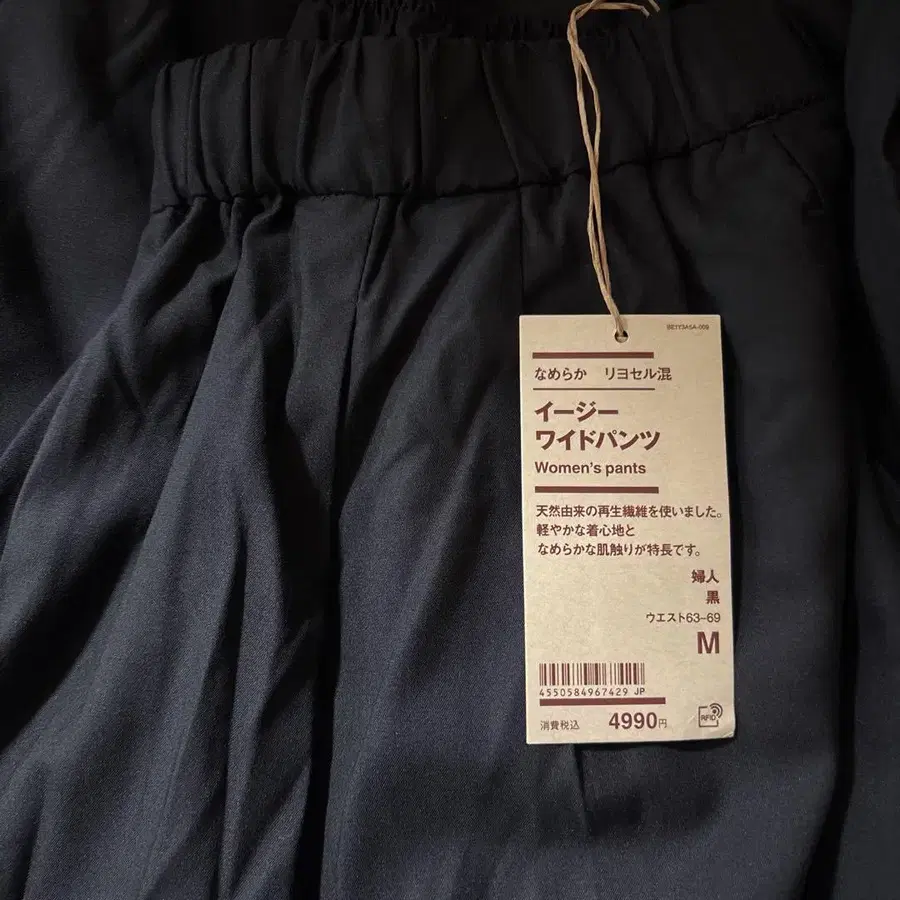 BE1Y3A5A-009
なめらか　リヨセル混
イージー
ワイドパンツ
Women's pants
天然由来の再生繊維を使いました。
軽やかな着心地と
なめらかな肌触りが特長です。
婦人
黒
ウエスト63-69
M
4550584967429 JP
消費税込 4990円
RFID